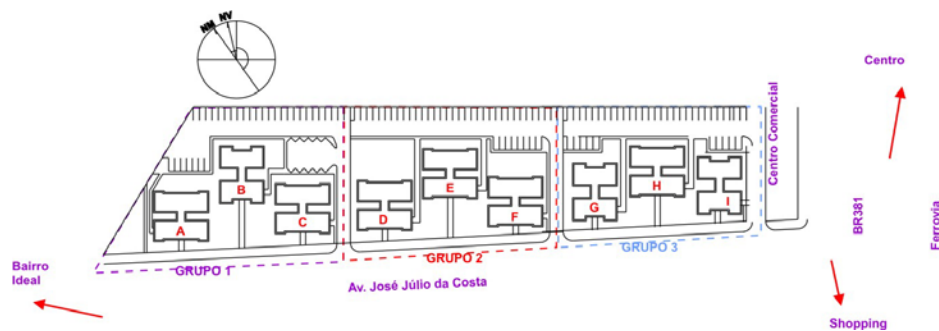 NM
NV
Centro
Centro Comercial
BR381
Ferrovia
A
B
C
D
E
F
G
H
I
GRUPO 1
GRUPO 2
GRUPO 3
Bairro
Ideal
Av. José Júlio da Costa
Shopping